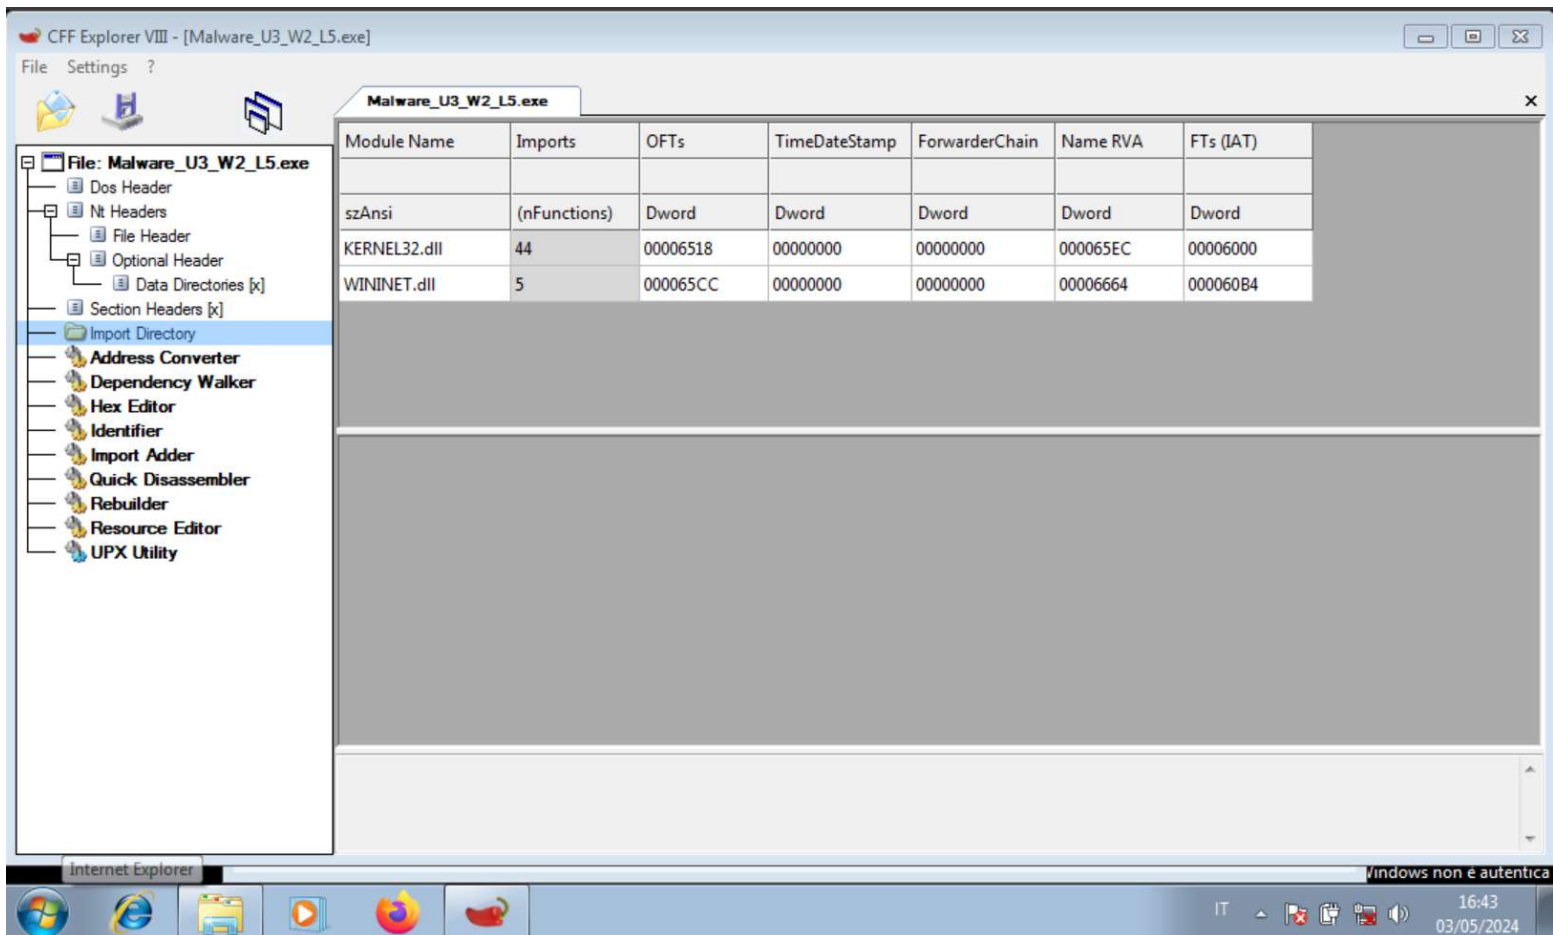 CFF Explorer VIII - [Malware_U3_W2_L5.exe]
File Settings ?
Malware_U3_W2_L5.exe
File: Malware_U3_W2_L5.exe
Dos Header
Nt Headers
File Header
Optional Header
Data Directories [x]
Section Headers [x]
Import Directory
Address Converter
Dependency Walker
Hex Editor
Identifier
Import Adder
Quick Disassembler
Rebuilder
Resource Editor
UPX Utility
Module Name Imports OFTs TimeDateStamp ForwarderChain Name RVA FTs (IAT)
szAnsi (nFunctions) Dword Dword Dword Dword Dword
KERNEL32.dll 44 00006518 00000000 00000000 000065EC 00006000
WININET.dll 5 000065CC 00000000 00000000 00006664 000060B4
Internet Explorer
non è autentica
IT
16:43
03/05/2024